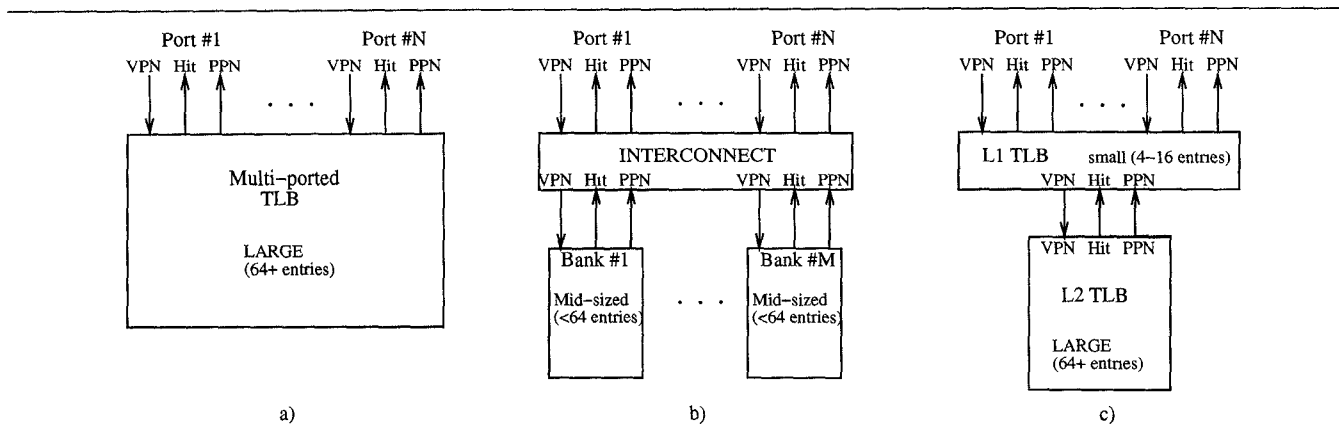 Port #1
Port #N
VPN Hit PPN
VPN Hit PPN
. . .
Multi-ported
TLB
LARGE
(64+ entries)
a)
Port #1
Port #N
VPN Hit PPN
VPN Hit PPN
. . .
INTERCONNECT
VPN Hit PPN
VPN Hit PPN
Bank #1
Bank #M
Mid-sized
(<64 entries)
. . .
Mid-sized
(<64 entries)
b)
Port #1
Port #N
VPN Hit PPN
VPN Hit PPN
. . .
L1 TLB small (4-16 entries)
VPN Hit PPN
VPN Hit PPN
L2 TLB
LARGE
(64+ entries)
c)